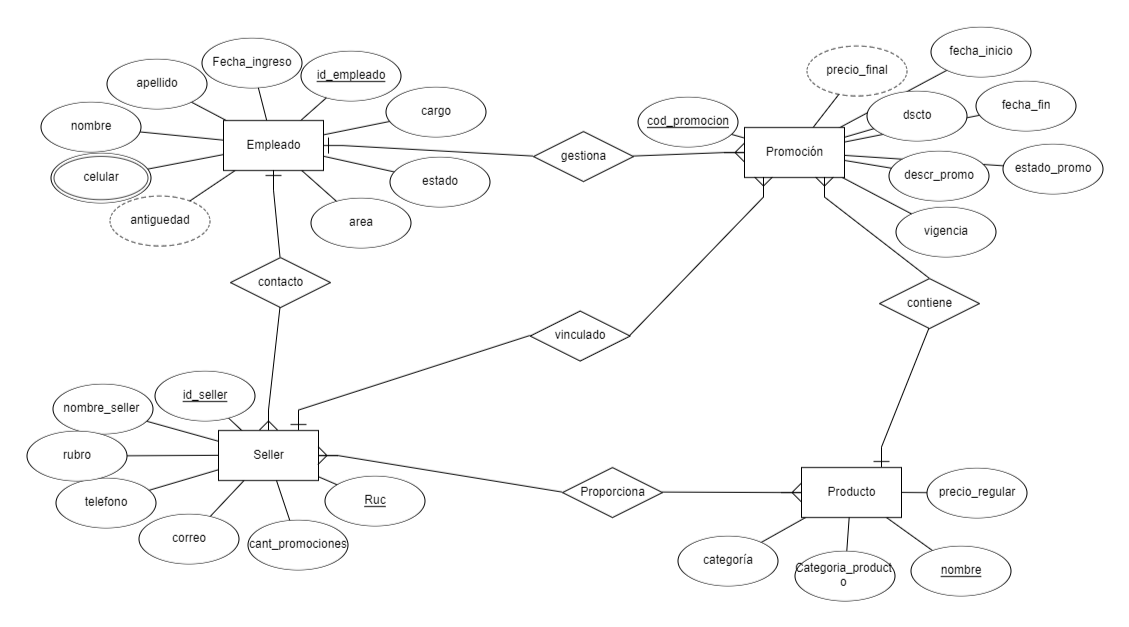 Fecha_ingreso
id_empleado
apellido
cargo
nombre
Empleado
celular
estado
antiguedad
area
gestiona
fecha_inicio
precio_final
fecha_fin
dscto
cod_promocion
Promoción
estado_promo
descr_promo
vigencia
contacto
contiene
vinculado
id_seller
nombre_seller
rubro
Seller
telefono
Ruc
correo
cant_promociones
Proporciona
Producto
precio_regular
categoría
Categoria_product
o
nombre